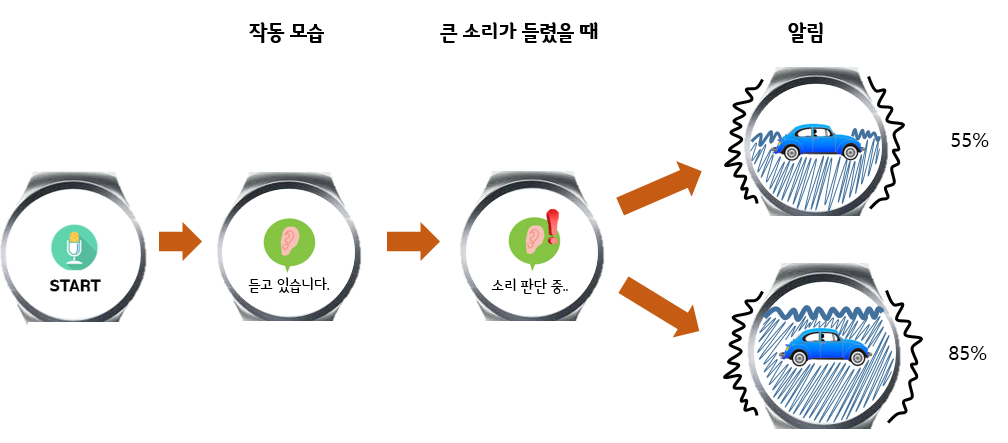 작동 모습
큰 소리가 들렸을 때
알림
START
듣고 있습니다.
소리 판단 중..
55%
85%